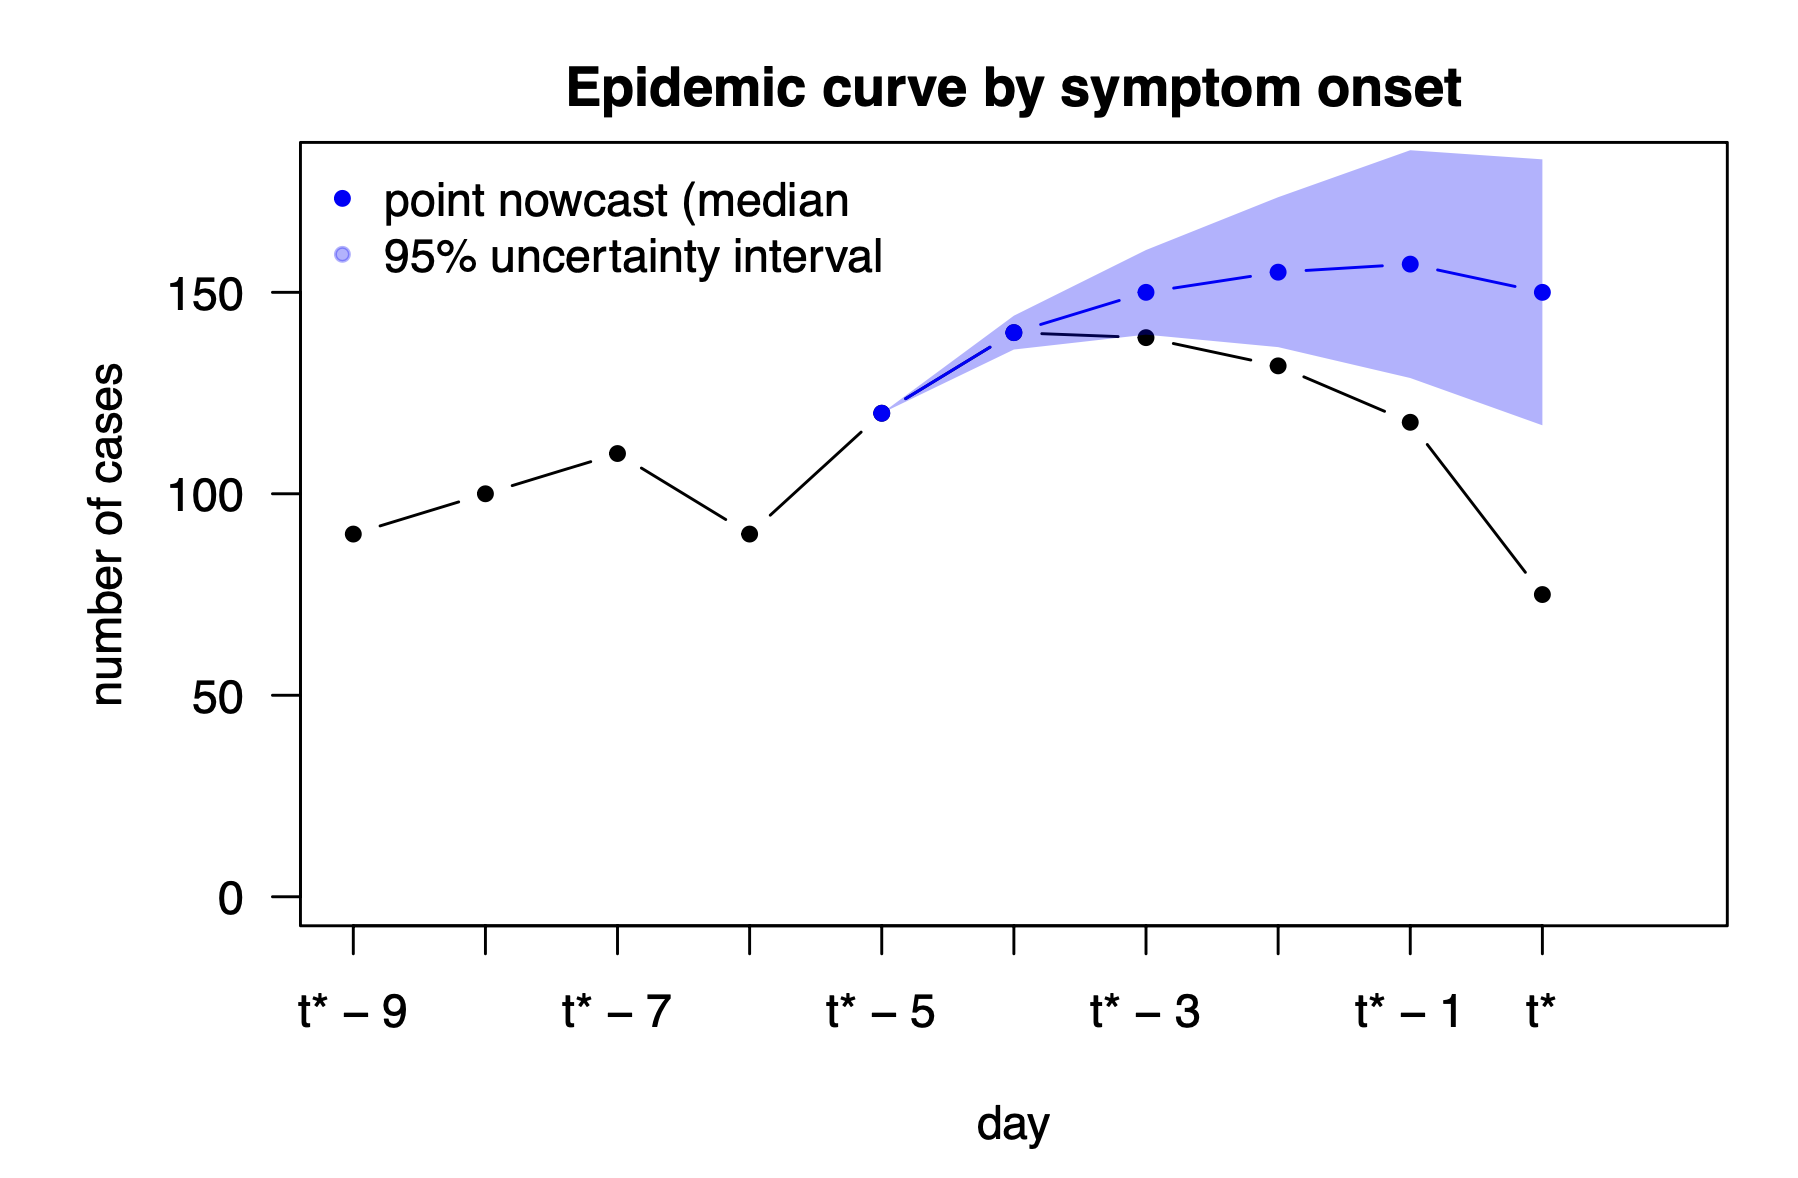 Epidemic curve by symptom onset
point nowcast (median
95% uncertainty interval
number of cases
150
100
50
0
t* – 9 t* – 7 t* – 5 t* – 3 t* – 1 t*
day